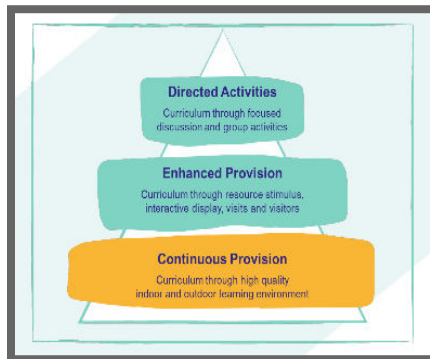 Directed Activities
Curriculum through focused
discussion and group activities
Enhanced Provision
Curriculum through resource stimulus,
interactive display, visits and visitors
Continuous Provision
Curriculum through high quality
indoor and outdoor learning environment